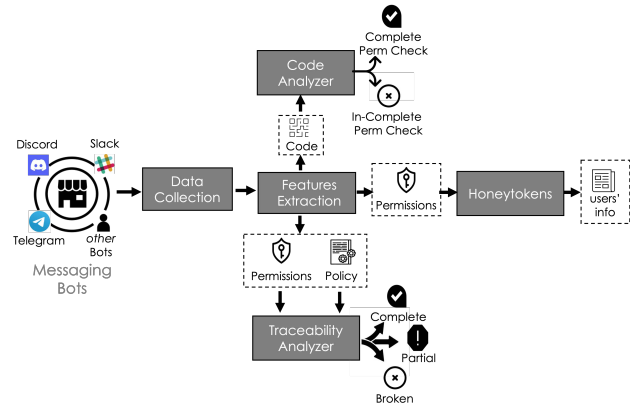 Complete
Perm Check
Code
Analyzer
In-Complete
Perm Check
Code
Discord
Slack
Telegram
other
Bots
Messaging
Bots
Data
Collection
Features
Extraction
Permissions
Honeytokens
users'
info
Permissions
Policy
Traceability
Analyzer
Complete
Partial
Broken